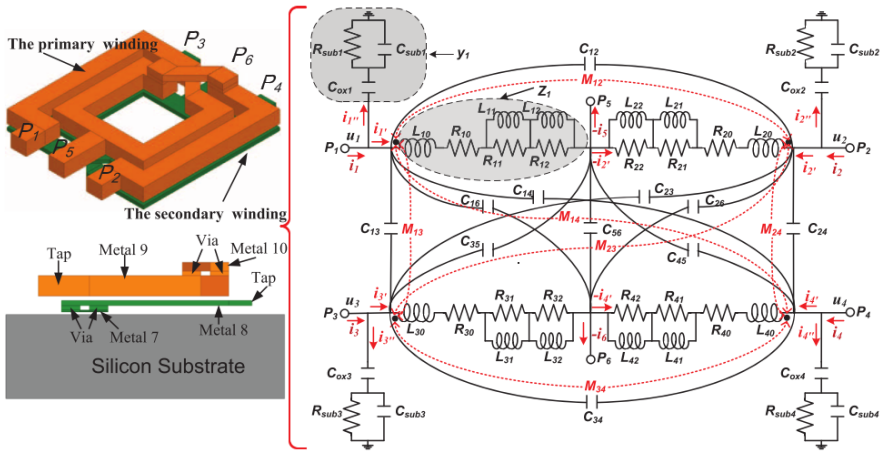 The primary winding
P3
P6
P4
P1
P5
P2
The secondary winding
Tap
Metal 9
Via
Metal 10
Tap
Via
Metal 7
Metal 8
Silicon Substrate
Rsub1
Csub1
y1
Cox1
C12
Rsub2
Csub2
Cox2
M12
Z1
L11
L12
P5
L22
L21
i1''
i1'
-i5
i2''
u1
L10
R10
R20
L20
u2
P1
P2
i1
R11
R12
-i2'
R22
R21
i2'
i2
C14
C23
C16
C26
C13
M13
M14
C56
M24
C24
C35
M23
C45
u3
i3'
R31
R32
-i4'
R42
R41
i4'
u4
P3
P4
i3
i3''
L30
R30
L31
L32
-i6
L42
L41
R40
L40
i4''
i4
P6
Cox3
M34
Cox4
C34
Rsub3
Csub3
Rsub4
Csub4